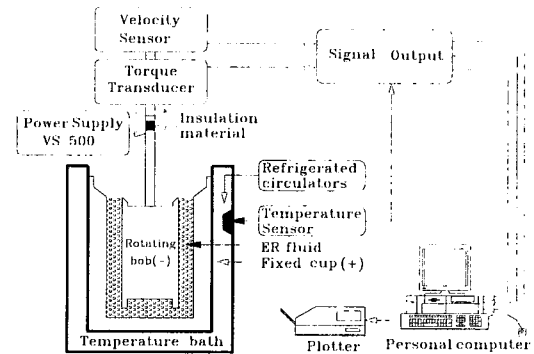 Velocity
Sensor
Signal Output
Torque
Transducer
Power Supply
VS 500
Insulation
material
Refrigerated
circulators
Temperature
Sensor
Rotating
bob(-)
ER fluid
Fixed cup(+)
Temperature bath
Plotter
Personal computer